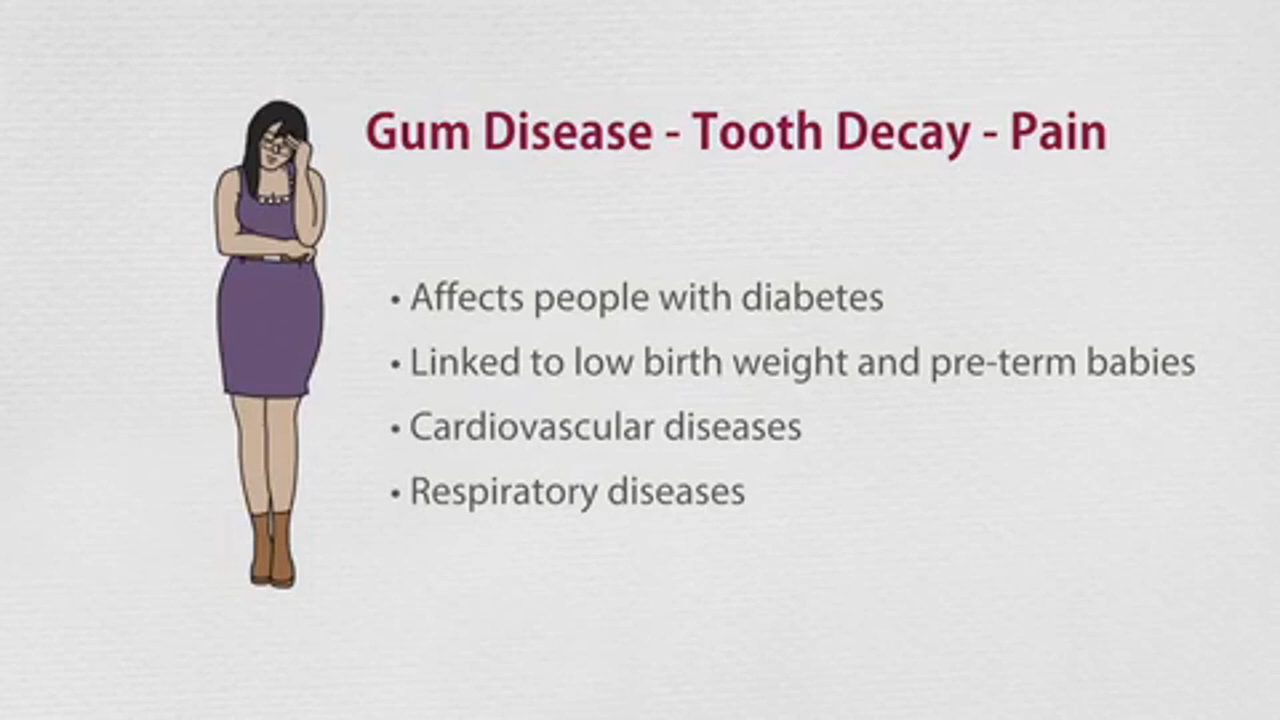 Gum Disease - Tooth Decay - Pain
• Affects people with diabetes
• Linked to low birth weight and pre-term babies
• Cardiovascular diseases
• Respiratory diseases